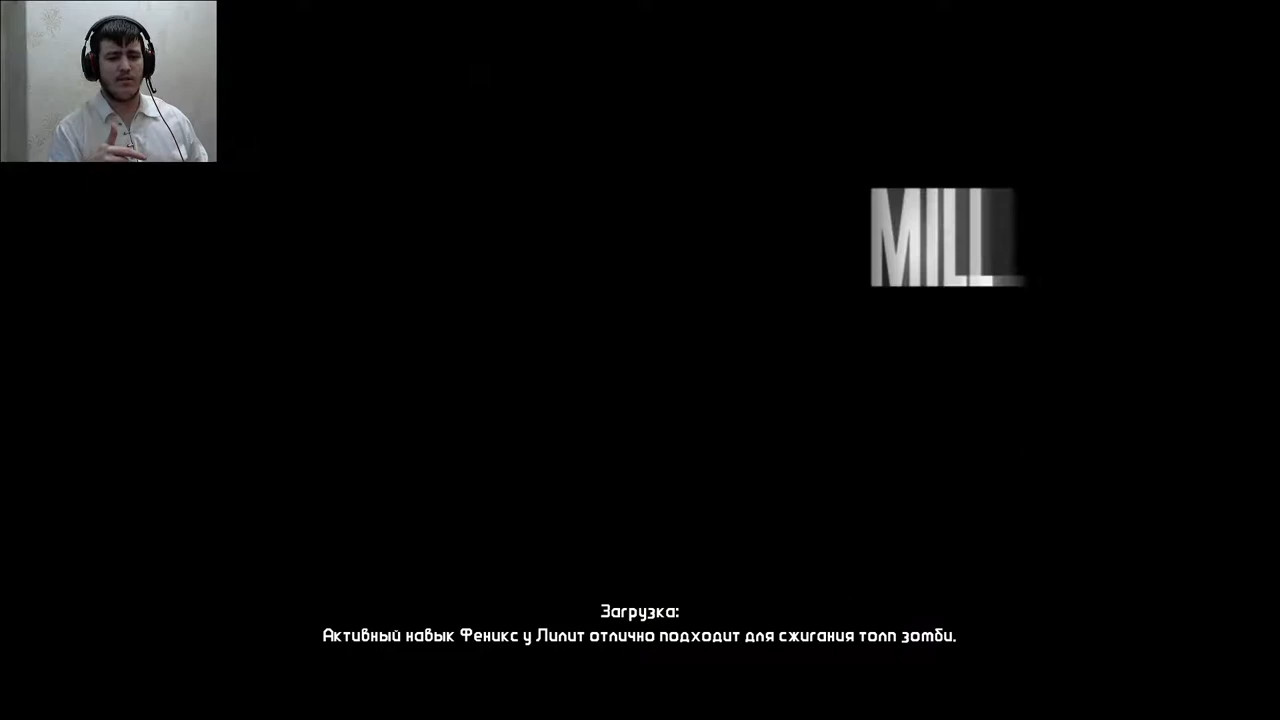 MILL
Загрузка:
Активный навык Феникс у Лилит отлично подходит для сжигания толп зомби.